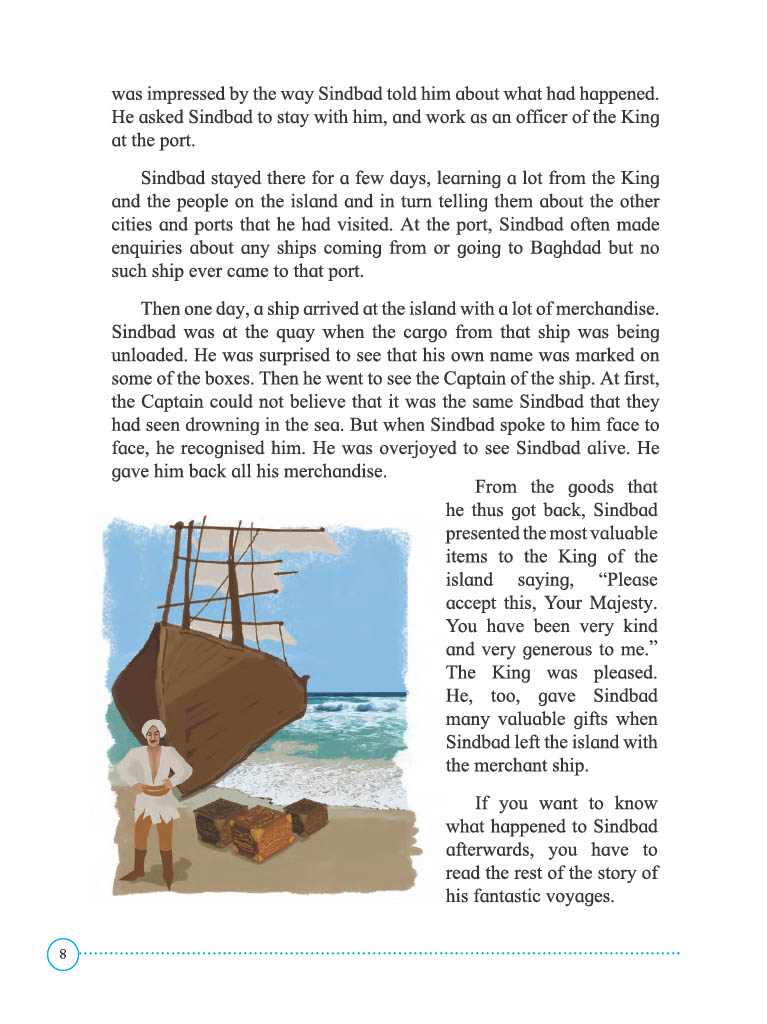 was impressed by the way Sindbad told him about what had happened.
He asked Sindbad to stay with him, and work as an officer of the King
at the port.
Sindbad stayed there for a few days, learning a lot from the King
and the people on the island and in turn telling them about the other
cities and ports that he had visited. At the port, Sindbad often made
enquiries about any ships coming from or going to Baghdad but no
such ship ever came to that port.
Then one day, a ship arrived at the island with a lot of merchandise.
Sindbad was at the quay when the cargo from that ship was being
unloaded. He was surprised to see that his own name was marked on
some of the boxes. Then he went to see the Captain of the ship. At first,
the Captain could not believe that it was the same Sindbad that they
had seen drowning in the sea. But when Sindbad spoke to him face to
face, he recognised him. He was overjoyed to see Sindbad alive. He
gave him back all his merchandise.
From the goods that
he thus got back, Sindbad
presented the most valuable
items to the King of the
island saying, “Please
accept this, Your Majesty.
You have been very kind
and very generous to me.”
The King was pleased.
He, too, gave Sindbad
many valuable gifts when
Sindbad left the island with
the merchant ship.
If you want to know
what happened to Sindbad
afterwards, you have to
read the rest of the story of
his fantastic voyages.
8